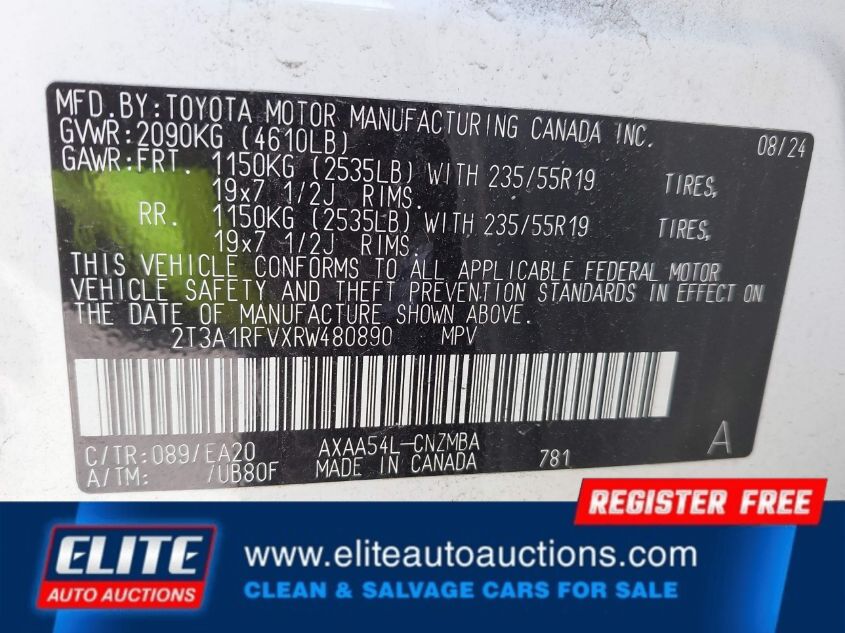 MFD.BY:TOYOTA MOTOR MANUFACTURING CANADA INC.
GVWR:2090KG (4610LB) 08/24
GAWR:FRT. 1150KG (2535LB) WITH 235/55R19 TIRES,
19x7 1/2J RIMS.
RR. 1150KG (2535LB) WITH 235/55R19 TIRES,
19x7 1/2J RIMS.
THIS VEHICLE CONFORMS TO ALL APPLICABLE FEDERAL MOTOR
VEHICLE SAFETY AND THEFT PREVENTION STANDARDS IN EFFECT ON
THE DATE OF MANUFACTURE SHOWN ABOVE.
2T3A1RFVXRW480890 MPV
C/TR:089/EA20 AXAA54L-CNZMBA A
A/TM: /UB80F MADE IN CANADA 781
REGISTER FREE
ELITE
AUTO AUCTIONS
www.eliteautoauctions.com
CLEAN & SALVAGE CARS FOR SALE